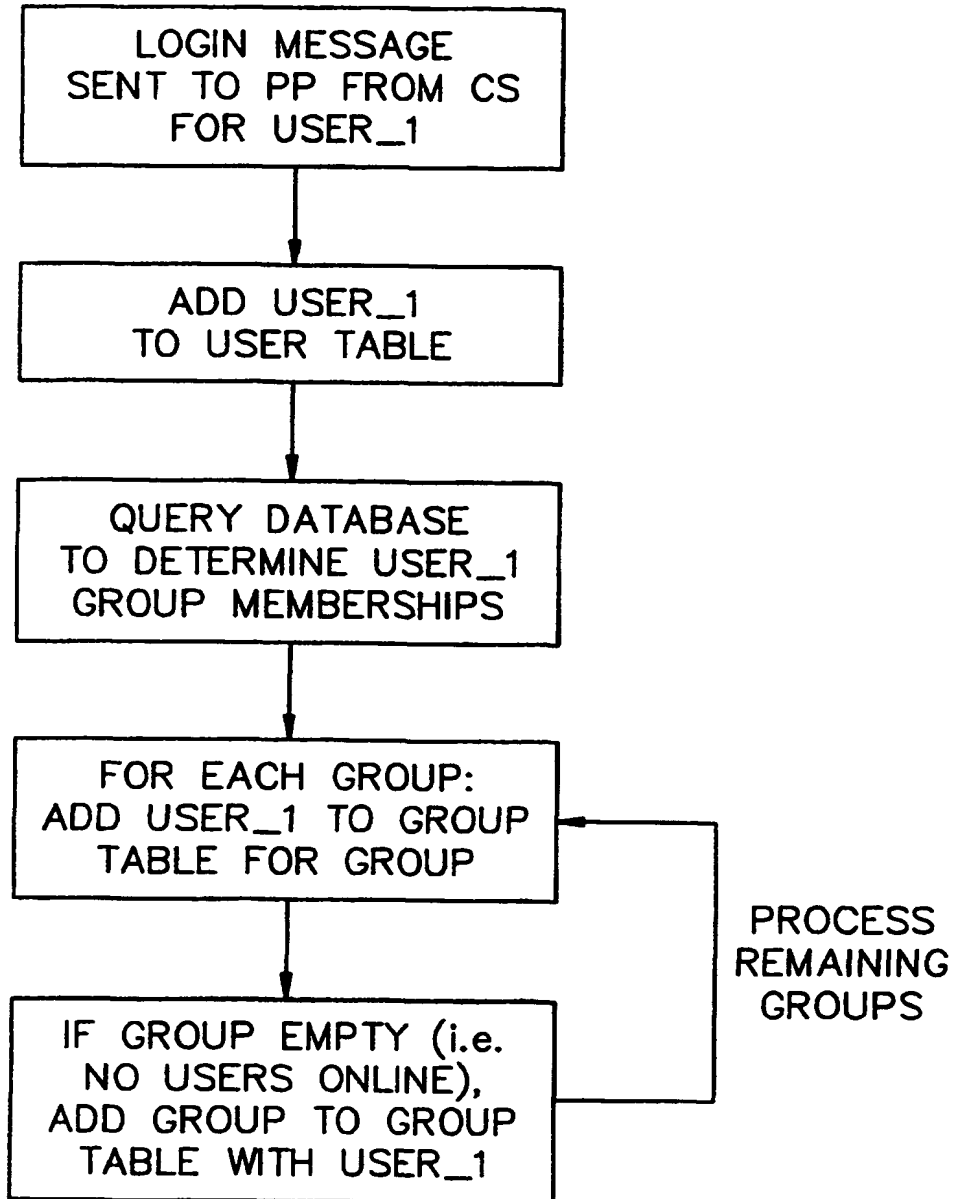 LOGIN MESSAGE
SENT TO PP FROM CS
FOR USER_1
ADD USER_1
TO USER TABLE
QUERY DATABASE
TO DETERMINE USER_1
GROUP MEMBERSHIPS
FOR EACH GROUP:
ADD USER_1 TO GROUP
TABLE FOR GROUP
PROCESS
REMAINING
GROUPS
IF GROUP EMPTY (i.e.
NO USERS ONLINE),
ADD GROUP TO GROUP
TABLE WITH USER_1